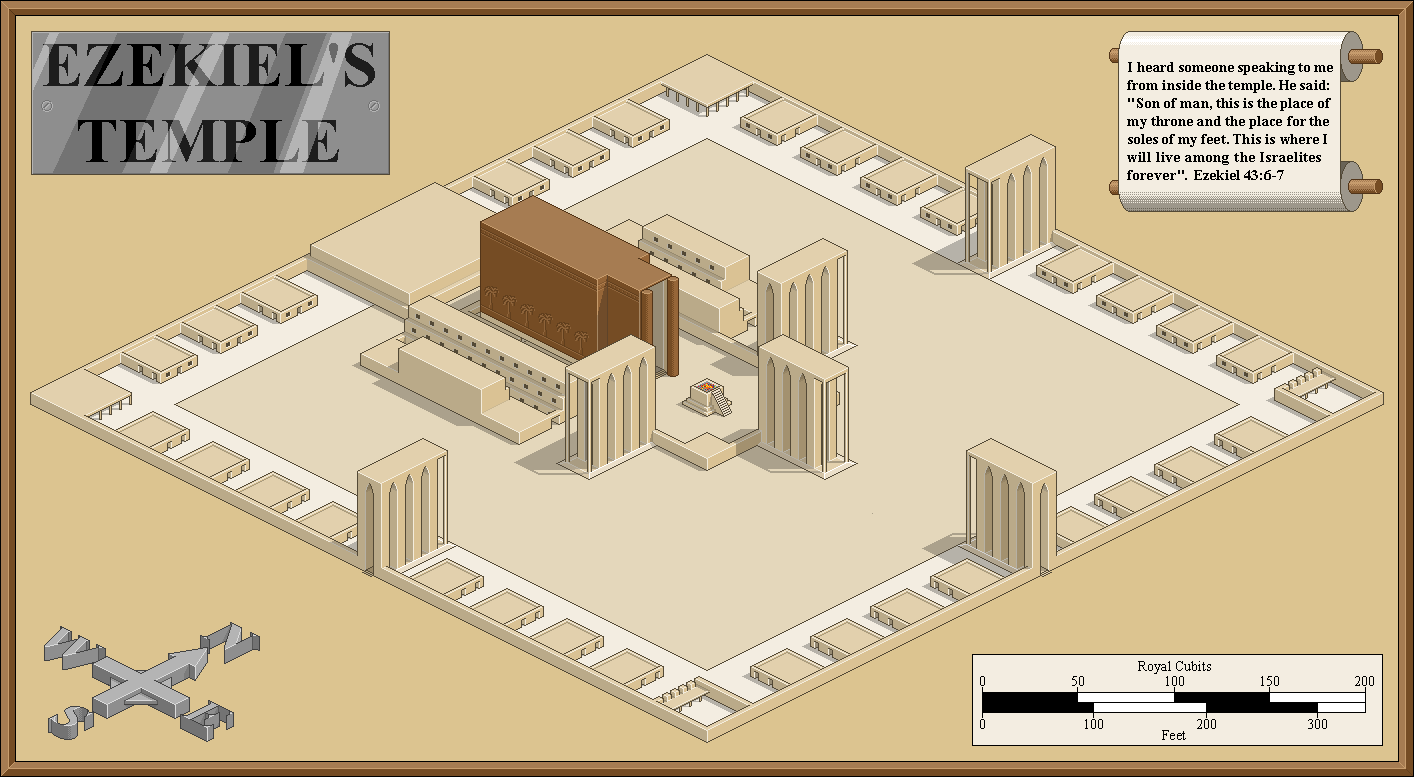 EZEKIEL'S
TEMPLE
I heard someone speaking to me
from inside the temple. He said:
"Son of man, this is the place of
my throne and the place for the
soles of my feet. This is where I
will live among the Israelites
forever". Ezekiel 43:6-7
W N
S E
Royal Cubits
0 50 100 150 200
0 100 200 300
Feet